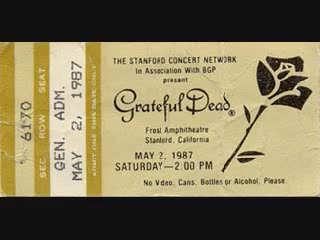 THE STANFORD CONCERT NETWORK
In Association With BGP
present
Grateful Dead®
Frost Amphitheatre
Stanford, California
MAY 2, 1987
SATURDAY—2:00 PM
No Video, Cans, Bottles or Alcohol, Please.
SEC. ROW SEAT
6170
GEN. ADM.
MAY 2, 1987
ADMIT ONE THIS DATE ONLY